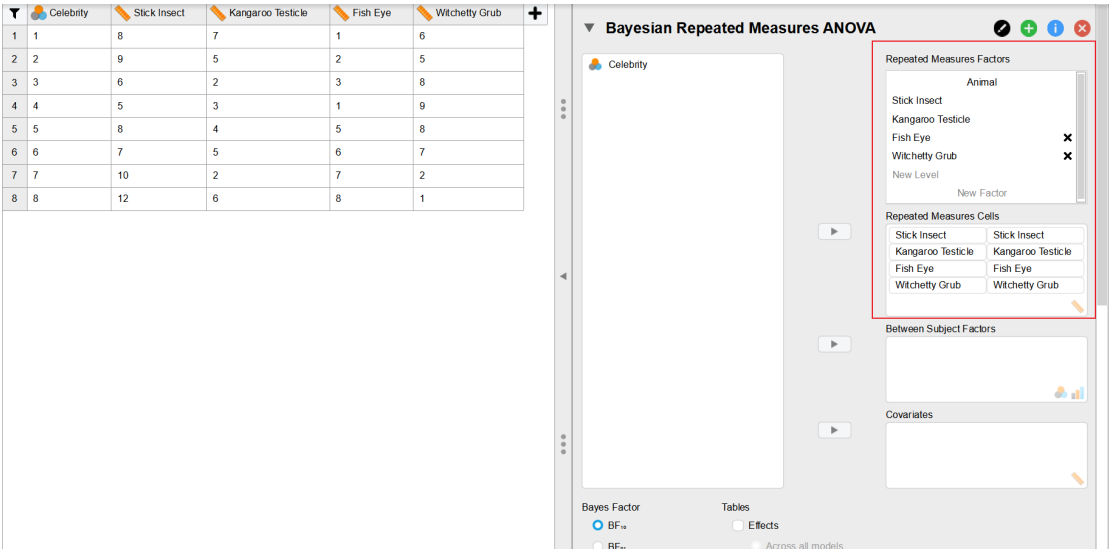 Celebrity Stick Insect Kangaroo Testicle Fish Eye Witchetty Grub
1 1 8 7 1 6
2 2 9 5 2 5
3 3 6 2 3 8
4 4 5 3 1 9
5 5 8 4 5 8
6 6 7 5 6 7
7 7 10 2 7 2
8 8 12 6 8 1
Bayesian Repeated Measures ANOVA
Celebrity
Repeated Measures Factors
Animal
Stick Insect
Kangaroo Testicle
Fish Eye
Witchetty Grub
New Level
New Factor
Repeated Measures Cells
Stick Insect Stick Insect
Kangaroo Testicle Kangaroo Testicle
Fish Eye Fish Eye
Witchetty Grub Witchetty Grub
Between Subject Factors
Covariates
Bayes Factor Tables
BF₁₀ Effects
BF₀₁ Across all models